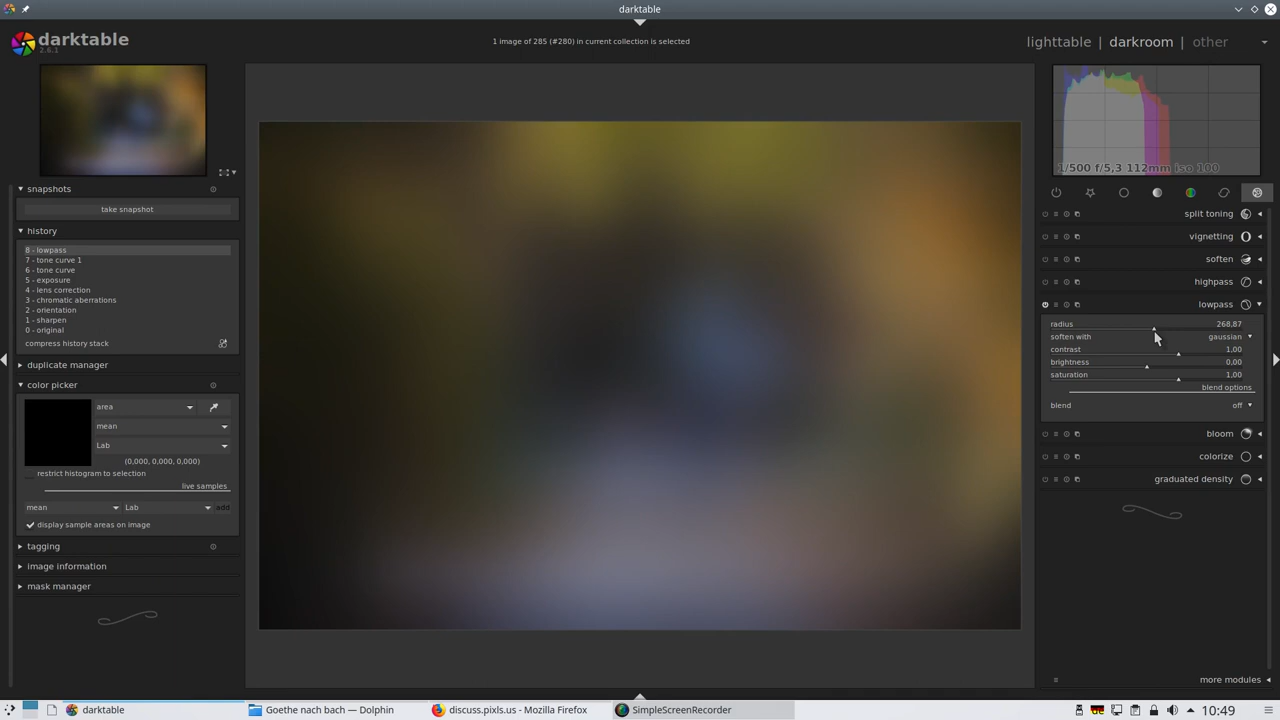 darktable
darktable
2.6.1
1 image of 285 (#280) in current collection is selected
lighttable | darkroom | other
1/500 f/5,3 112mm iso 100
snapshots
take snapshot
history
8 - lowpass
7 - tone curve 1
6 - tone curve
5 - exposure
4 - lens correction
3 - chromatic aberrations
2 - orientation
1 - sharpen
0 - original
compress history stack
duplicate manager
color picker
area
mean
Lab
(0,000, 0,000, 0,000)
restrict histogram to selection
live samples
mean Lab add
display sample areas on image
tagging
image information
mask manager
split toning
vignetting
soften
highpass
lowpass
radius 268,87
soften with gaussian
contrast 1,00
brightness 0,00
saturation 1,00
blend options
blend off
bloom
colorize
graduated density
more modules
darktable
Goethe nach bach — Dolphin
discuss.pixls.us - Mozilla Firefox
SimpleScreenRecorder
10:49